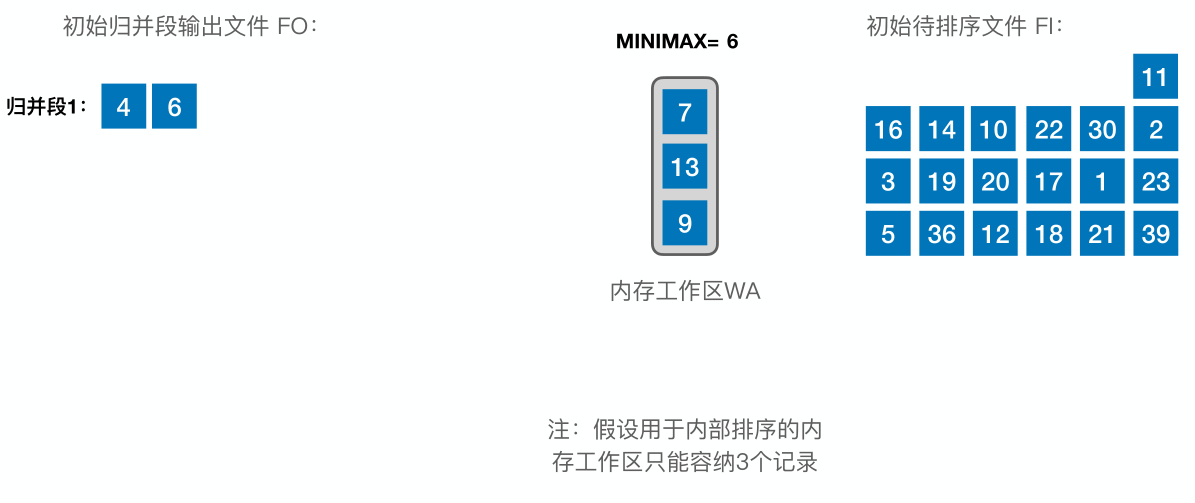 初始归并段输出文件 FO：
MINIMAX= 6
初始待排序文件 FI：
归并段1： 4 6
7
13
9
内存工作区WA
11
16 14 10 22 30 2
3 19 20 17 1 23
5 36 12 18 21 39
注：假设用于内部排序的内
存工作区只能容纳3个记录